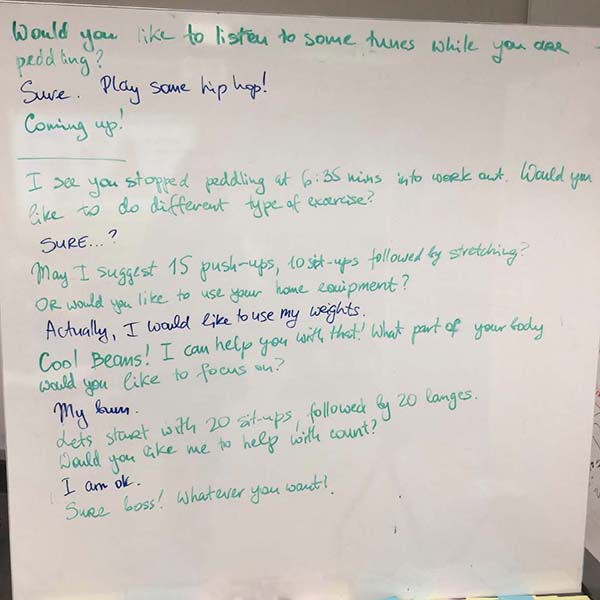 Would you like to listen to some tunes while you are
peddling?
Sure. Play some hip hop!
Coming up!
I see you stopped peddling at 6:35 mins into work out. Would you
like to do different type of exercise?
SURE...?
May I suggest 15 push-ups, 10 sit-ups followed by stretching?
OR would you like to use your home equipment?
Actually, I would like to use my weights.
Cool Beans! I can help you with that! What part of your body
would you like to focus on?
My bum.
Lets start with 20 sit-ups, followed by 20 langes.
Would you like me to help with count?
I am ok.
Sure boss! Whatever you want!